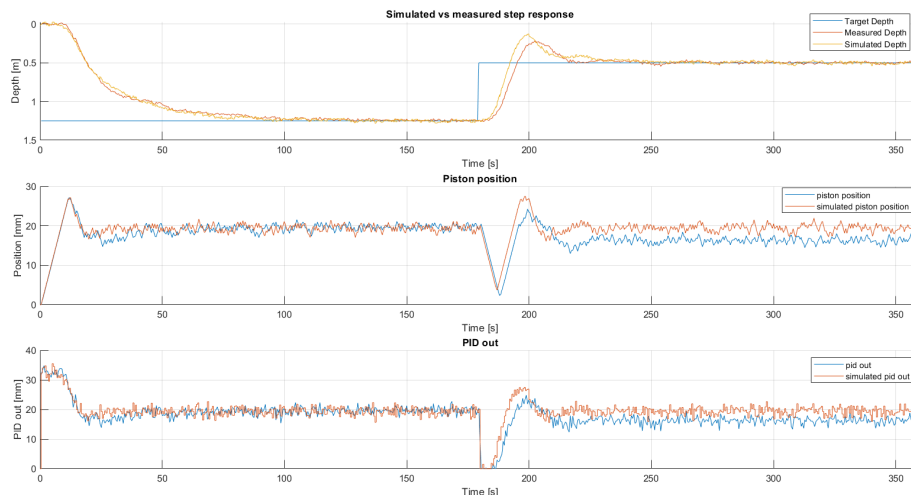 Simulated vs measured step response
Target Depth
Measured Depth
Simulated Depth
Depth [m]
0
0.5
1
1.5
0 50 100 150 200 250 300 350
Time [s]
Piston position
piston position
simulated piston position
Position [mm]
30
20
10
0
0 50 100 150 200 250 300 350
Time [s]
PID out
pid out
simulated pid out
PID out [mm]
40
30
20
10
0
0 50 100 150 200 250 300 350
Time [s]